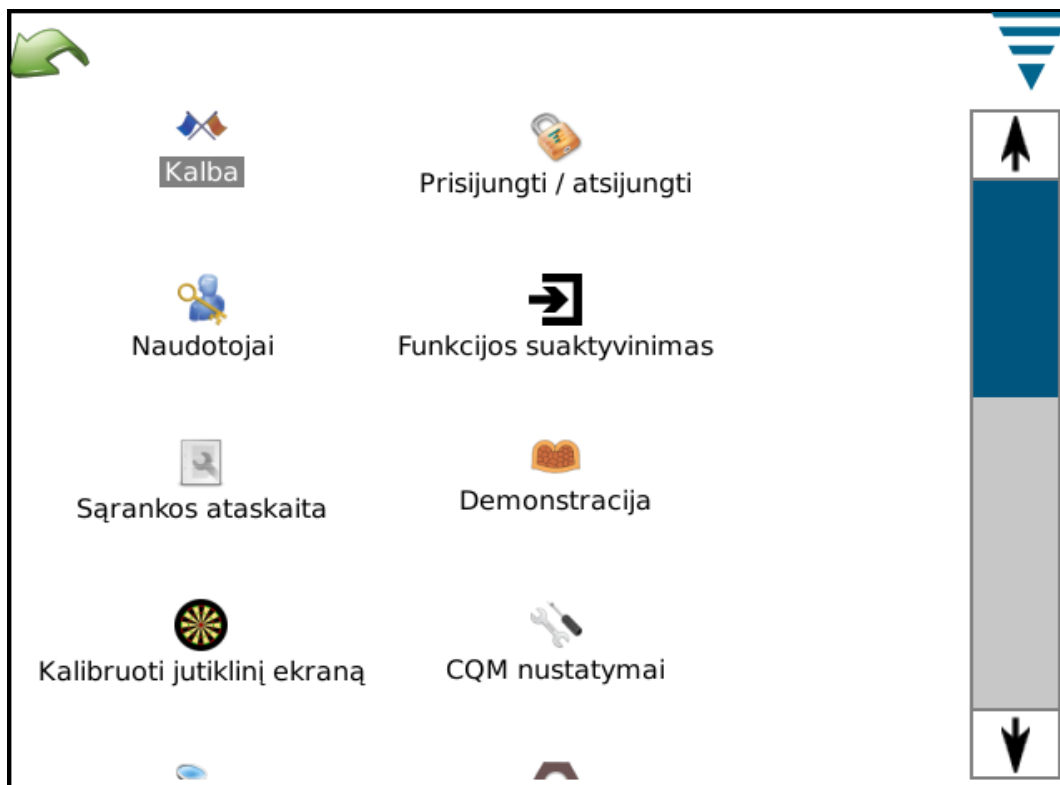 Kalba
Prisijungti / atsijungti
Naudotojai
Funkcijos suaktyvinimas
Sąrankos ataskaita
Demonstracija
Kalibruoti jutiklinį ekraną
CQM nustatymai